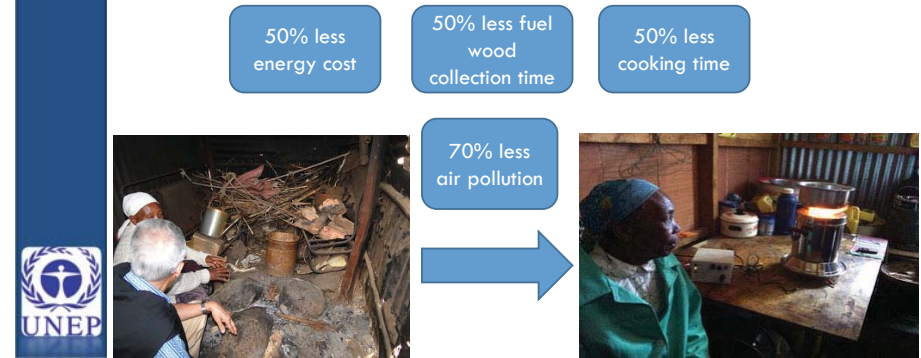 50% less
energy cost
50% less fuel
wood
collection time
50% less
cooking time
70% less
air pollution
UNEP